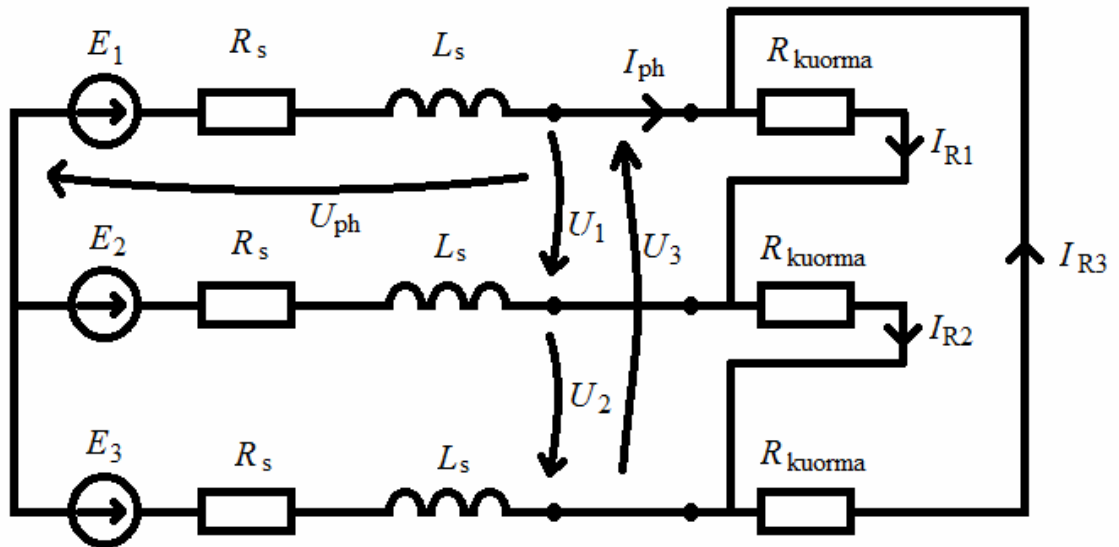 E1 Rs Ls Iph Rkuorma
IR1
Uph
U1 U3
E2 Rs Ls Rkuorma
IR3
IR2
U2
E3 Rs Ls Rkuorma